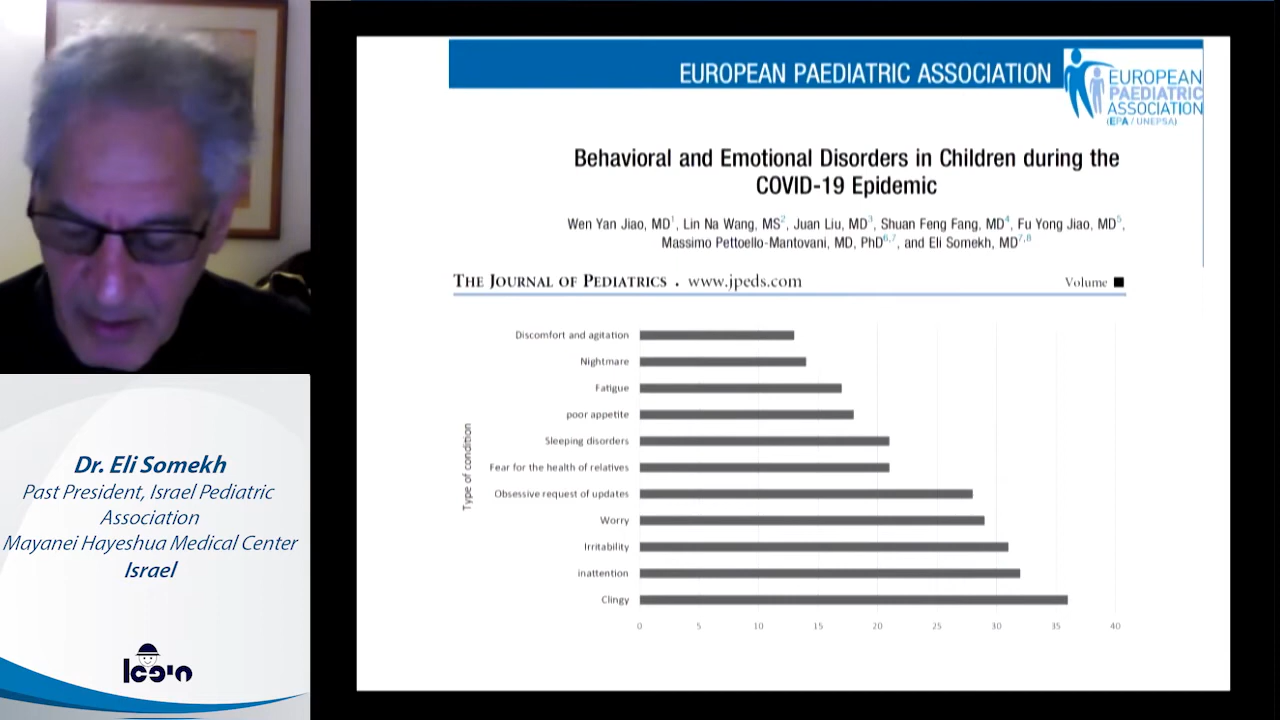 EUROPEAN PAEDIATRIC ASSOCIATION
EUROPEAN
PAEDIATRIC
ASSOCIATION
(EPA / UNEPSA)
Behavioral and Emotional Disorders in Children during the
COVID-19 Epidemic
Wen Yan Jiao, MD1, Lin Na Wang, MS2, Juan Liu, MD3, Shuan Feng Fang, MD4, Fu Yong Jiao, MD5,
Massimo Pettoello-Mantovani, MD, PhD6,7, and Eli Somekh, MD7,8
THE JOURNAL OF PEDIATRICS . www.jpeds.com
Volume ■
Type of condition
Discomfort and agitation
Nightmare
Fatigue
poor appetite
Sleeping disorders
Fear for the health of relatives
Obsessive request of updates
Worry
Irritability
inattention
Clingy
0 5 10 15 20 25 30 35 40
Dr. Eli Somekh
Past President, Israel Pediatric
Association
Mayanei Hayeshua Medical Center
Israel